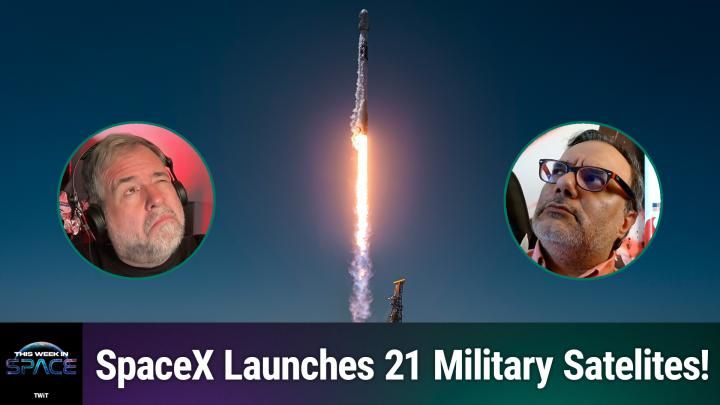 THIS WEEK IN
SPACE
TWiT
SpaceX Launches 21 Military Satelites!